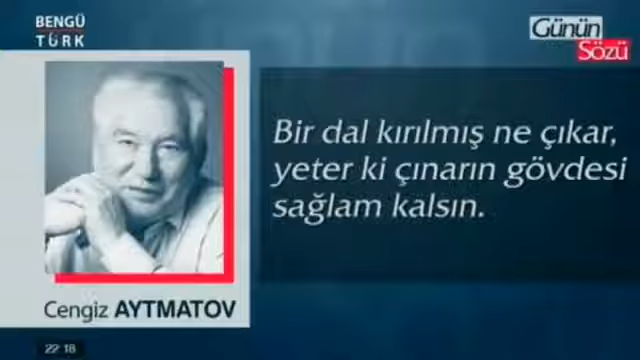 BENGÜ
TÜRK
Günün
Sözü
Bir dal kırılmış ne çıkar,
yeter ki çınarın gövdesi
sağlam kalsın.
Cengiz AYTMATOV
22:18